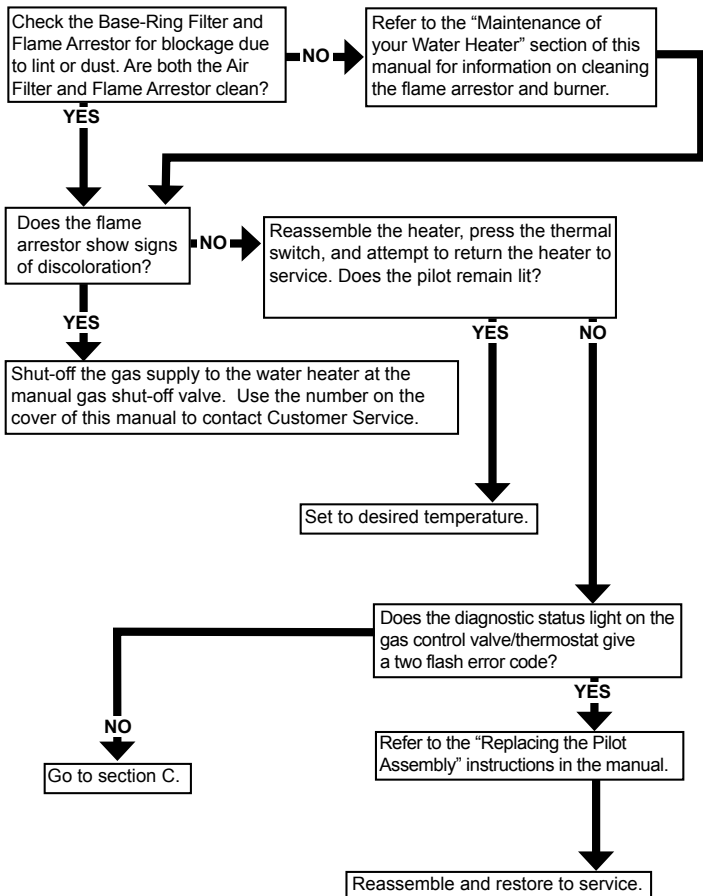 Check the Base-Ring Filter and
Flame Arrestor for blockage due
to lint or dust. Are both the Air
Filter and Flame Arrestor clean?
NO
Refer to the “Maintenance of
your Water Heater” section of this
manual for information on cleaning
the flame arrestor and burner.
YES
Does the flame
arrestor show signs
of discoloration?
NO
Reassemble the heater, press the thermal
switch, and attempt to return the heater to
service. Does the pilot remain lit?
YES
Shut-off the gas supply to the water heater at the
manual gas shut-off valve. Use the number on the
cover of this manual to contact Customer Service.
YES
NO
Set to desired temperature.
Does the diagnostic status light on the
gas control valve/thermostat give
a two flash error code?
NO
Go to section C.
YES
Refer to the “Replacing the Pilot
Assembly” instructions in the manual.
Reassemble and restore to service.